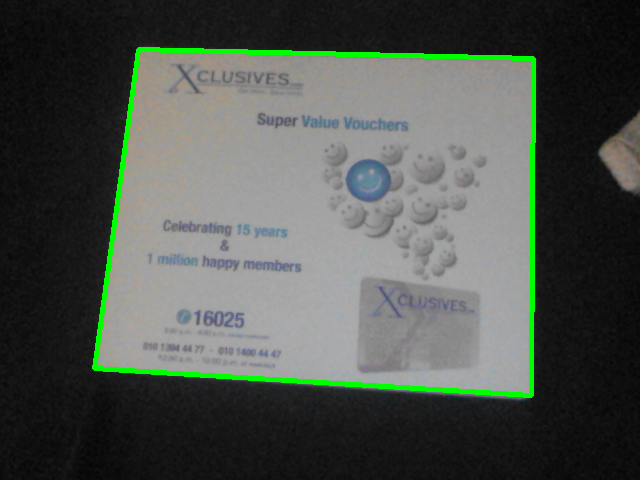 XCLUSIVES
Super Value Vouchers
Celebrating 15 years
&
1 million happy members
XCLUSIVES
16025
010 1394 44 77 - 010 1400 44 47